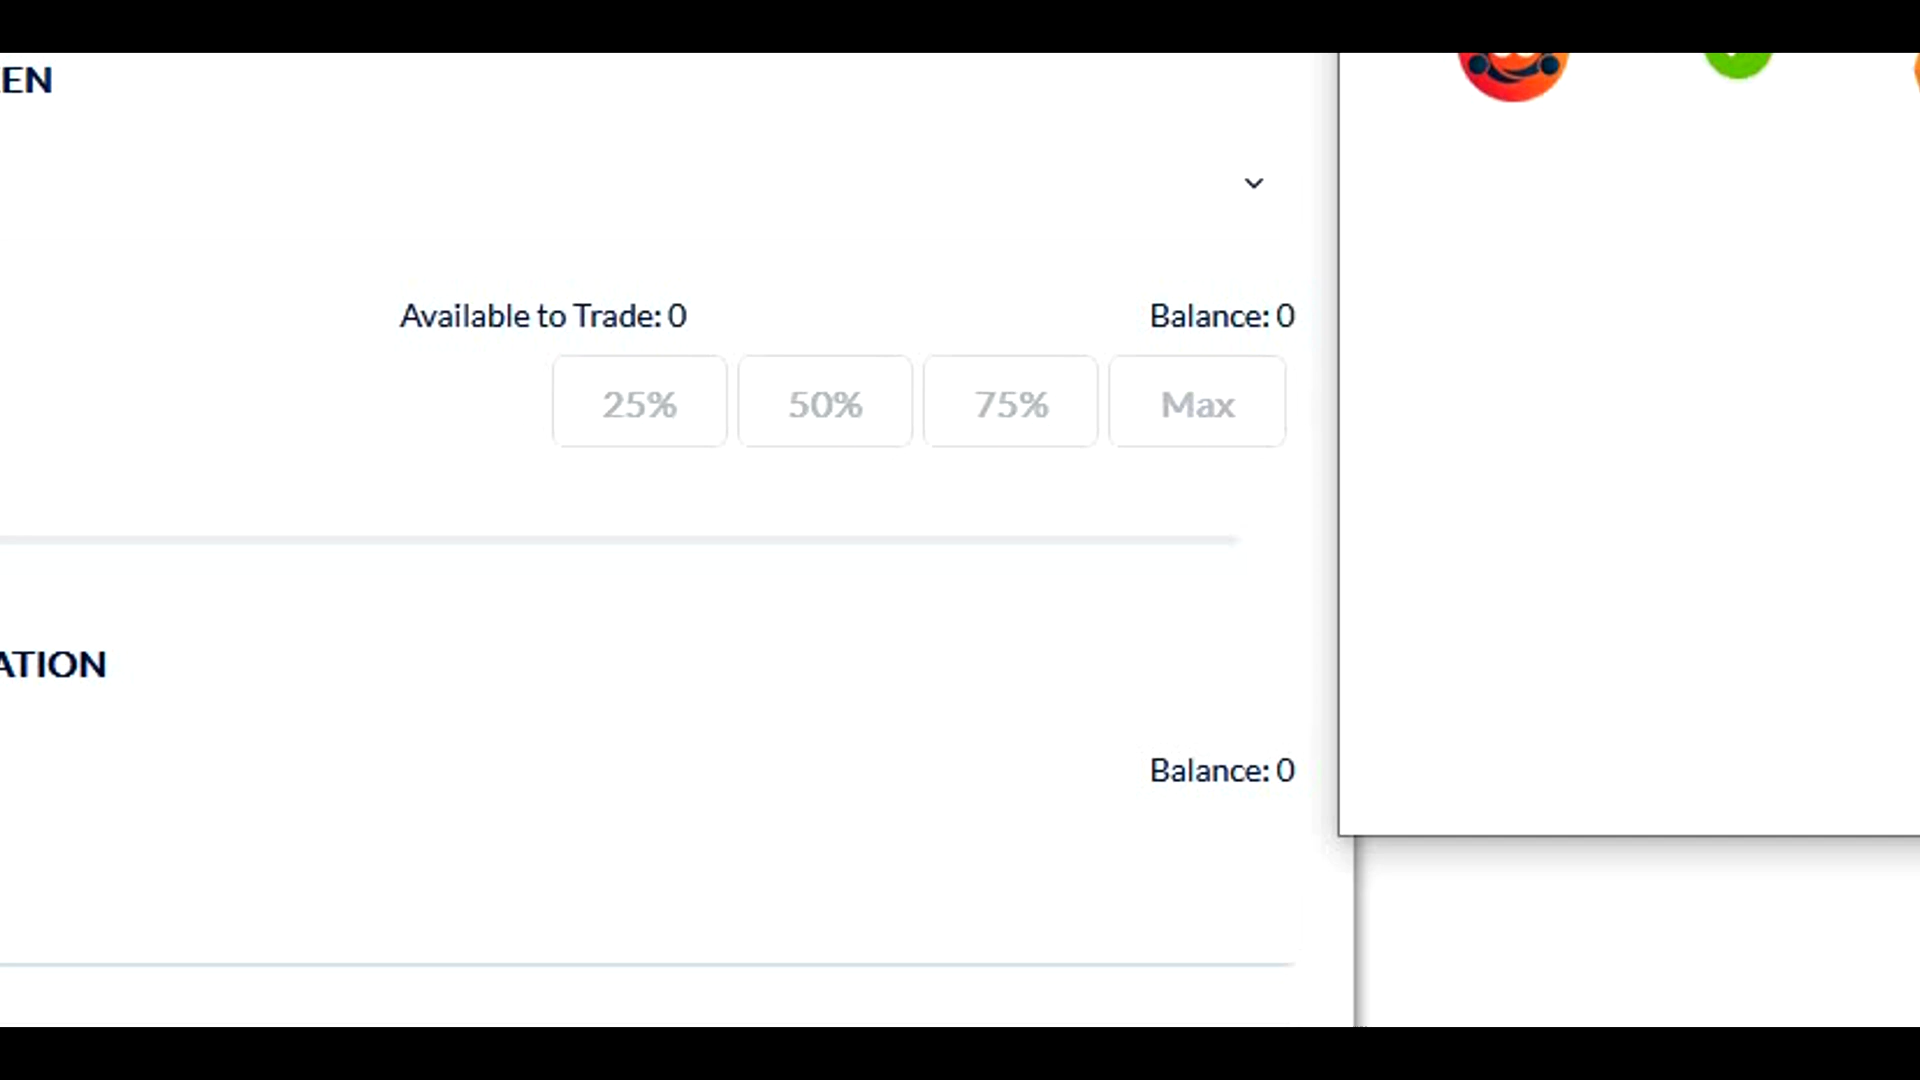 EN
Available to Trade: 0 Balance: 0
25% 50% 75% Max
ATION
Balance: 0